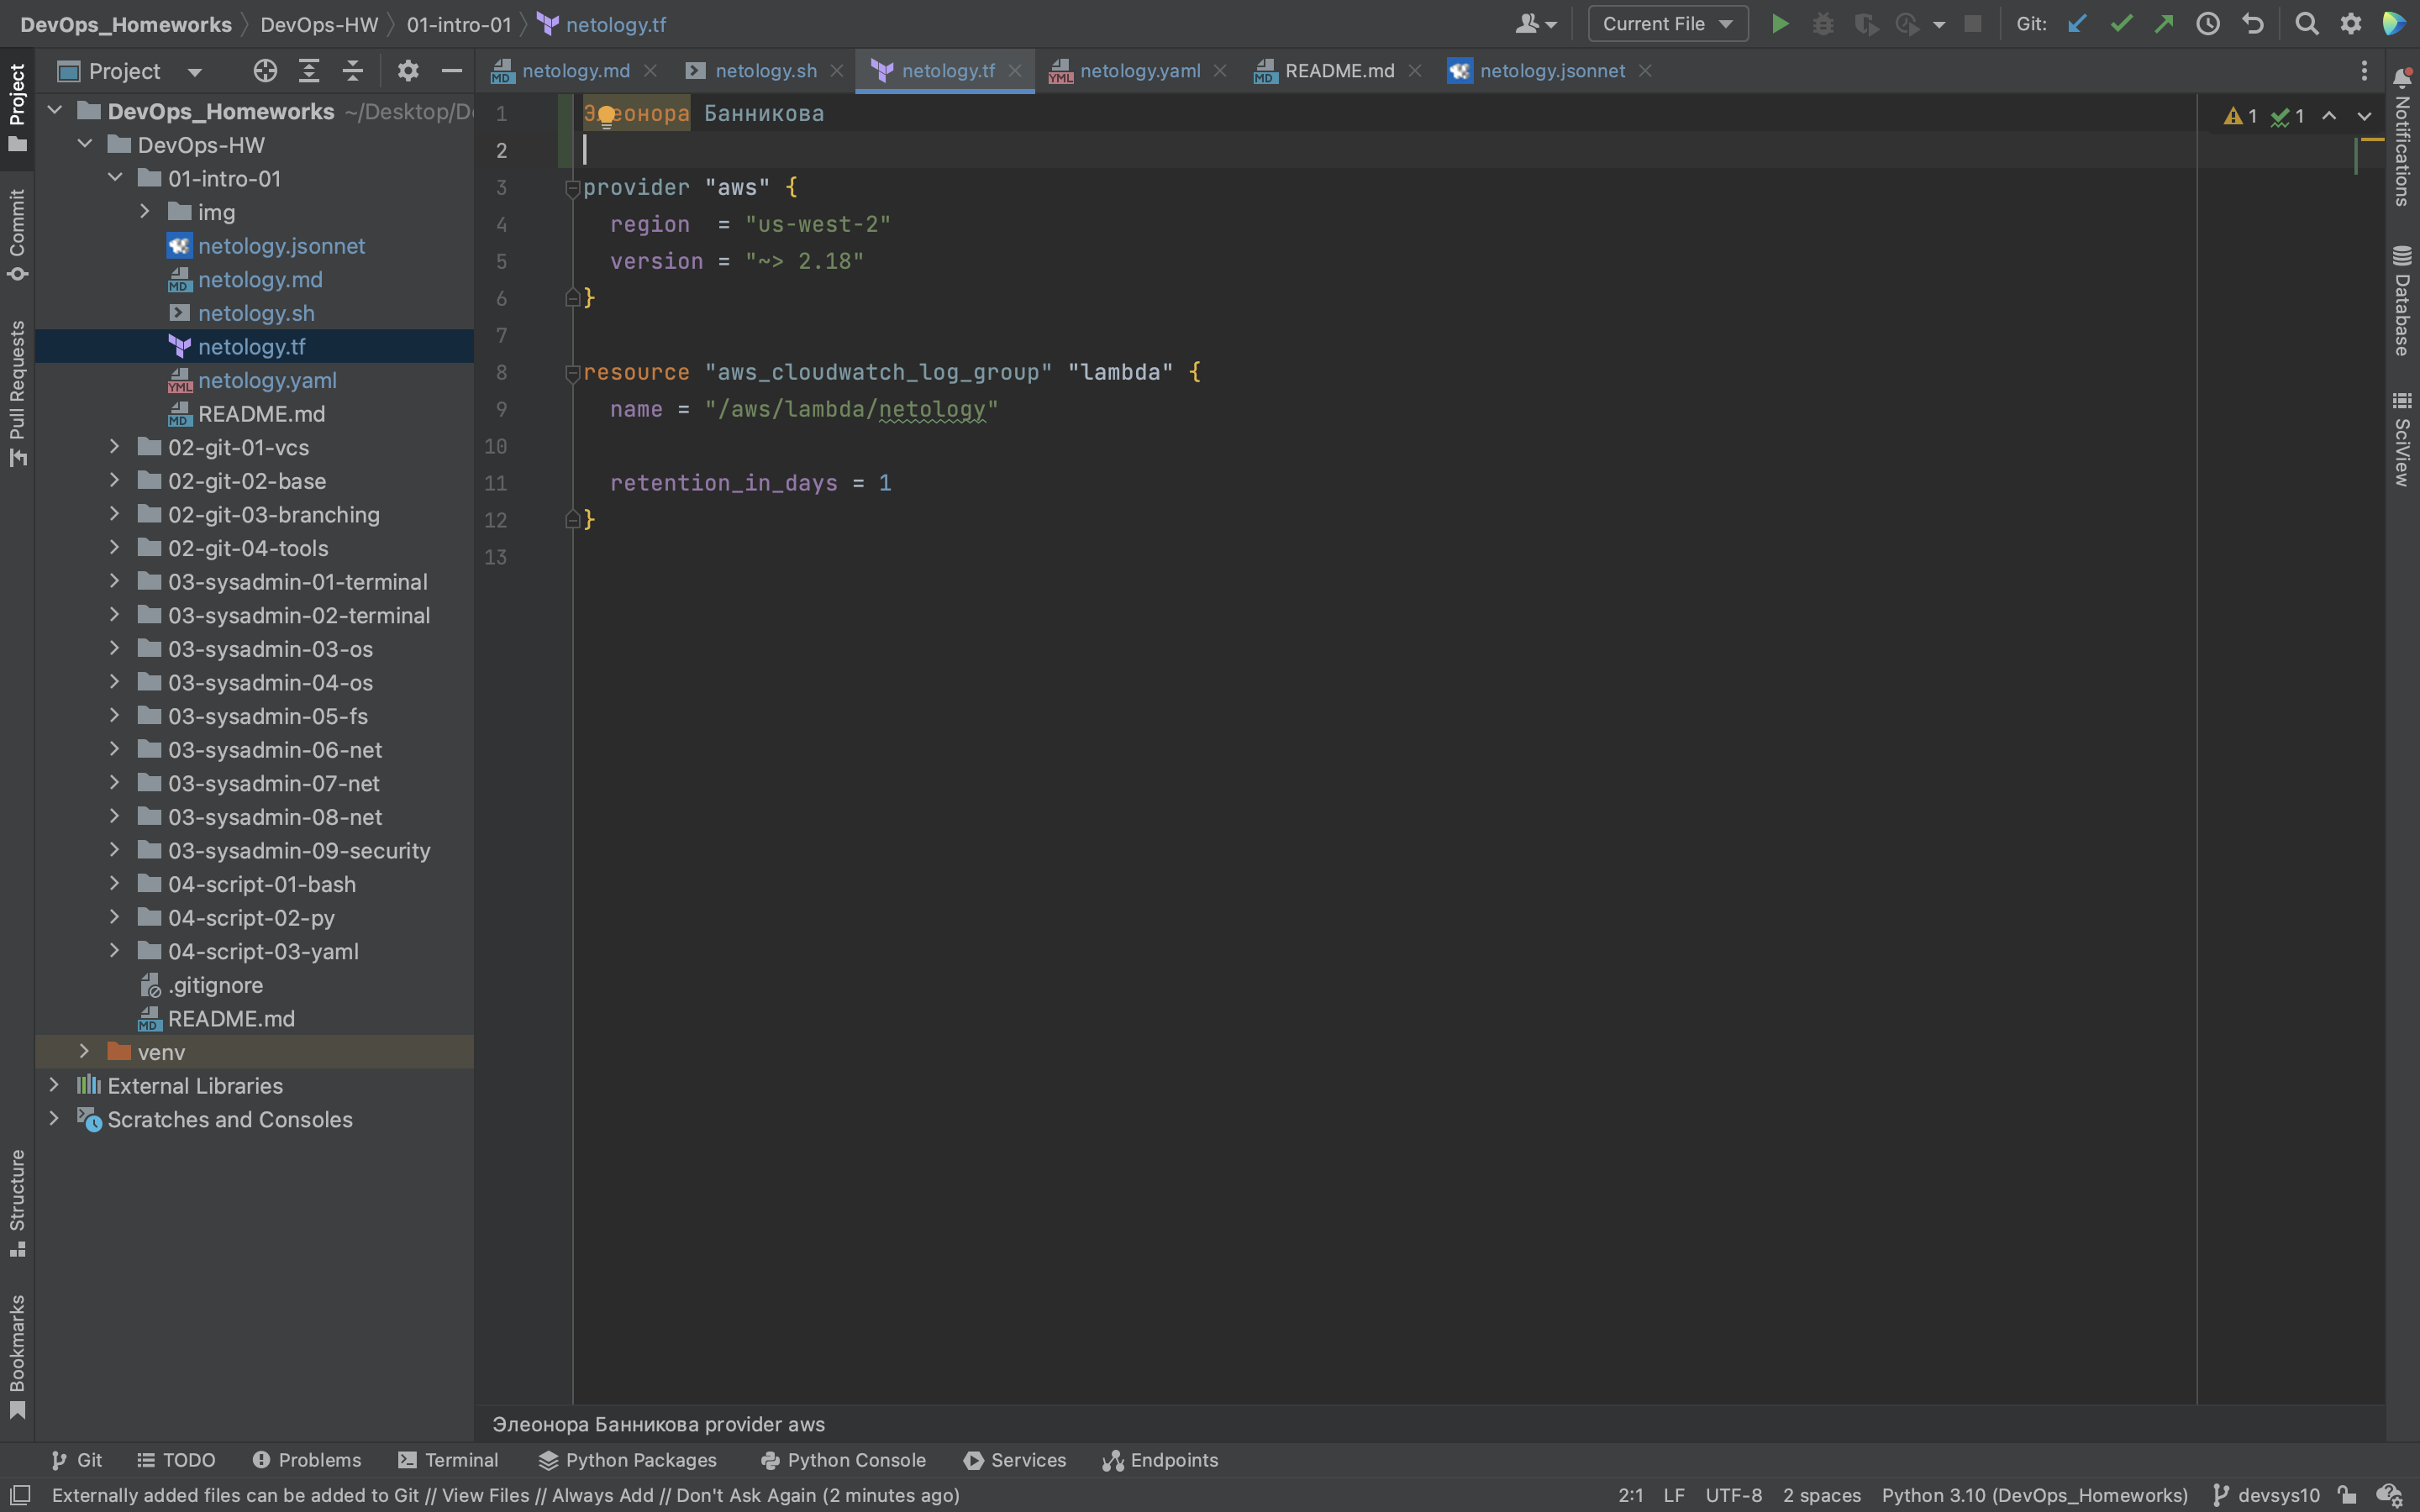 DevOps_Homeworks DevOps-HW 01-intro-01 netology.tf Current File Git:
Project
netology.md netology.sh netology.tf netology.yaml README.md netology.jsonnet
DevOps_Homeworks ~/Desktop/D
DevOps-HW
01-intro-01
img
netology.jsonnet
netology.md
netology.sh
netology.tf
netology.yaml
README.md
02-git-01-vcs
02-git-02-base
02-git-03-branching
02-git-04-tools
03-sysadmin-01-terminal
03-sysadmin-02-terminal
03-sysadmin-03-os
03-sysadmin-04-os
03-sysadmin-05-fs
03-sysadmin-06-net
03-sysadmin-07-net
03-sysadmin-08-net
03-sysadmin-09-security
04-script-01-bash
04-script-02-py
04-script-03-yaml
.gitignore
README.md
venv
External Libraries
Scratches and Consoles
Project
Commit
Pull Requests
Structure
Bookmarks
1 Элеонора Банникова
2
3 provider "aws" {
4 region = "us-west-2"
5 version = "~> 2.18"
6 }
7
8 resource "aws_cloudwatch_log_group" "lambda" {
9 name = "/aws/lambda/netology"
10
11 retention_in_days = 1
12 }
13
1 1
Notifications
Database
SciView
Элеонора Банникова provider aws
Git TODO Problems Terminal Python Packages Python Console Services Endpoints
Externally added files can be added to Git // View Files // Always Add // Don't Ask Again (2 minutes ago) 2:1 LF UTF-8 2 spaces Python 3.10 (DevOps_Homeworks) devsys10